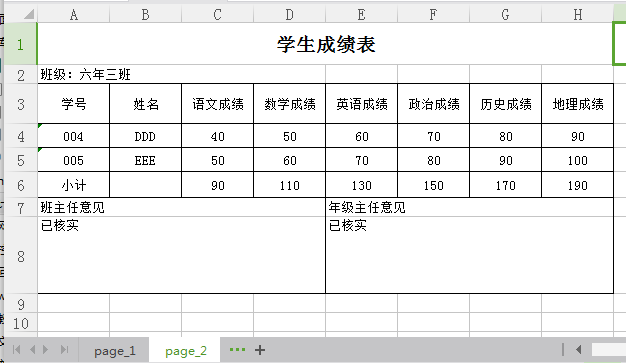 A B C D E F G H
1 学生成绩表
2 班级：六年三班
3 学号 姓名 语文成绩 数学成绩 英语成绩 政治成绩 历史成绩 地理成绩
4 004 DDD 40 50 60 70 80 90
5 005 EEE 50 60 70 80 90 100
6 小计 90 110 130 150 170 190
7 班主任意见 年级主任意见
8 已核实 已核实
9
10
page_1 page_2 ••• +